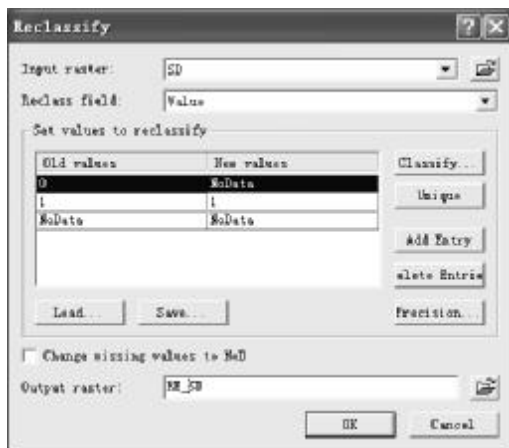 Reclassify
Input raster: SD
Reclass field: Value
Set values to reclassify
Old values New values
0 NoData
1 1
NoData NoData
Classify...
Unique
Add Entry
elete Entrie
Precision...
Load... Save...
Change missing values to NoD
Output raster: RE_SD
OK Cancel